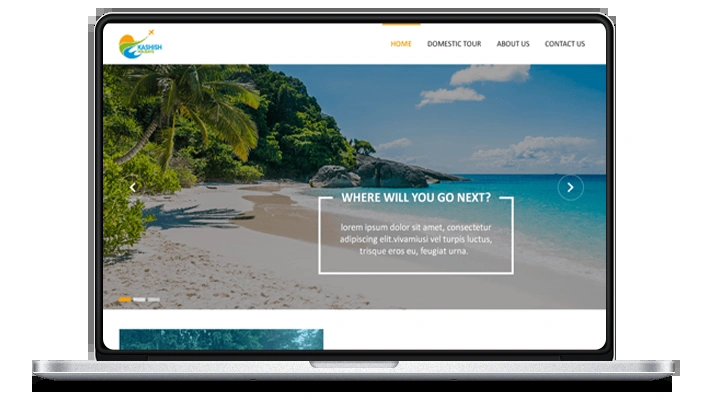 KASHISH
HOME
DOMESTIC TOUR
ABOUT US
CONTACT US
WHERE WILL YOU GO NEXT?
lorem ipsum dolor sit amet, consectetur
adipiscing elit.vivamiusi vel turpis luctus,
trisque eros eu, feugiat urna.